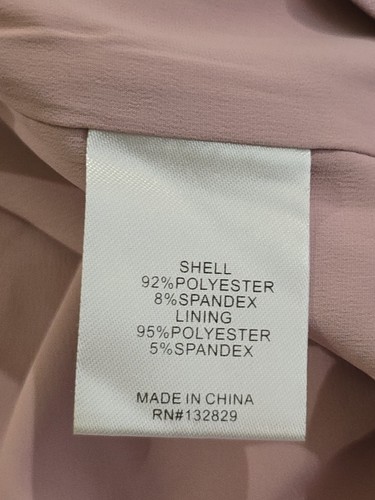 SHELL
92%POLYESTER
8%SPANDEX
LINING
95%POLYESTER
5%SPANDEX
MADE IN CHINA
RN#132829